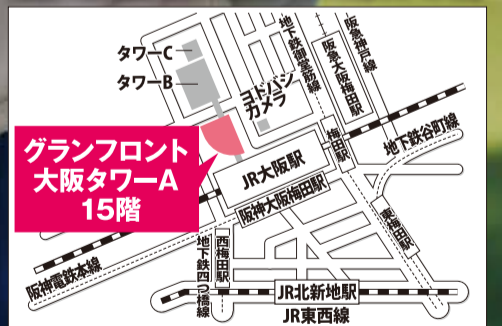 タワーC
タワーB
ヨドバシ
カメラ
地下鉄御堂筋線
阪急大阪梅田駅
阪急神戸線
グランフロント
大阪タワーA
15階
JR大阪駅
梅田駅
地下鉄谷町線
阪神大阪梅田駅
東梅田駅
阪神電鉄本線
地下鉄四つ橋線
西梅田駅
JR北新地駅
JR東西線